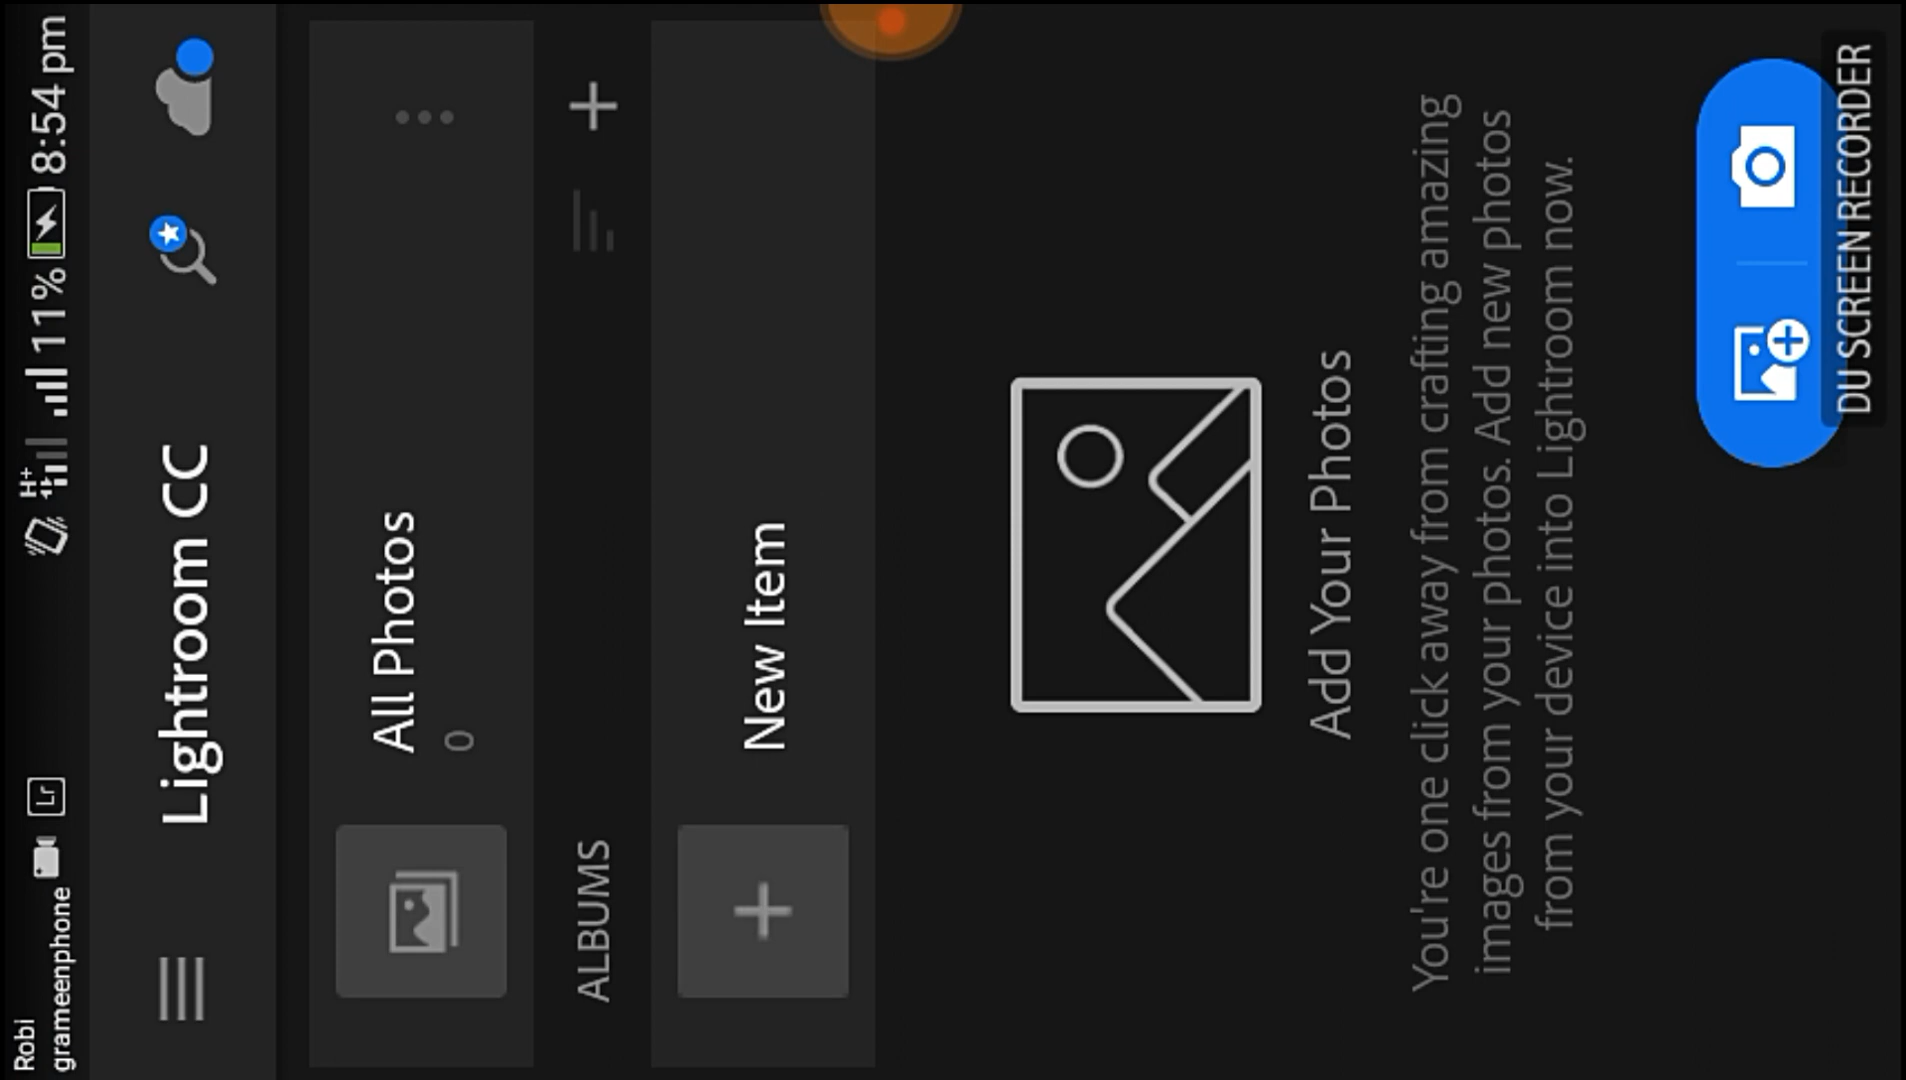 Robi
grameenphone
Lr
H+
11%
8:54 pm
Lightroom CC
All Photos
0
ALBUMS
New Item
Add Your Photos
You're one click away from crafting amazing
images from your photos. Add new photos
from your device into Lightroom now.
DU SCREEN RECORDER